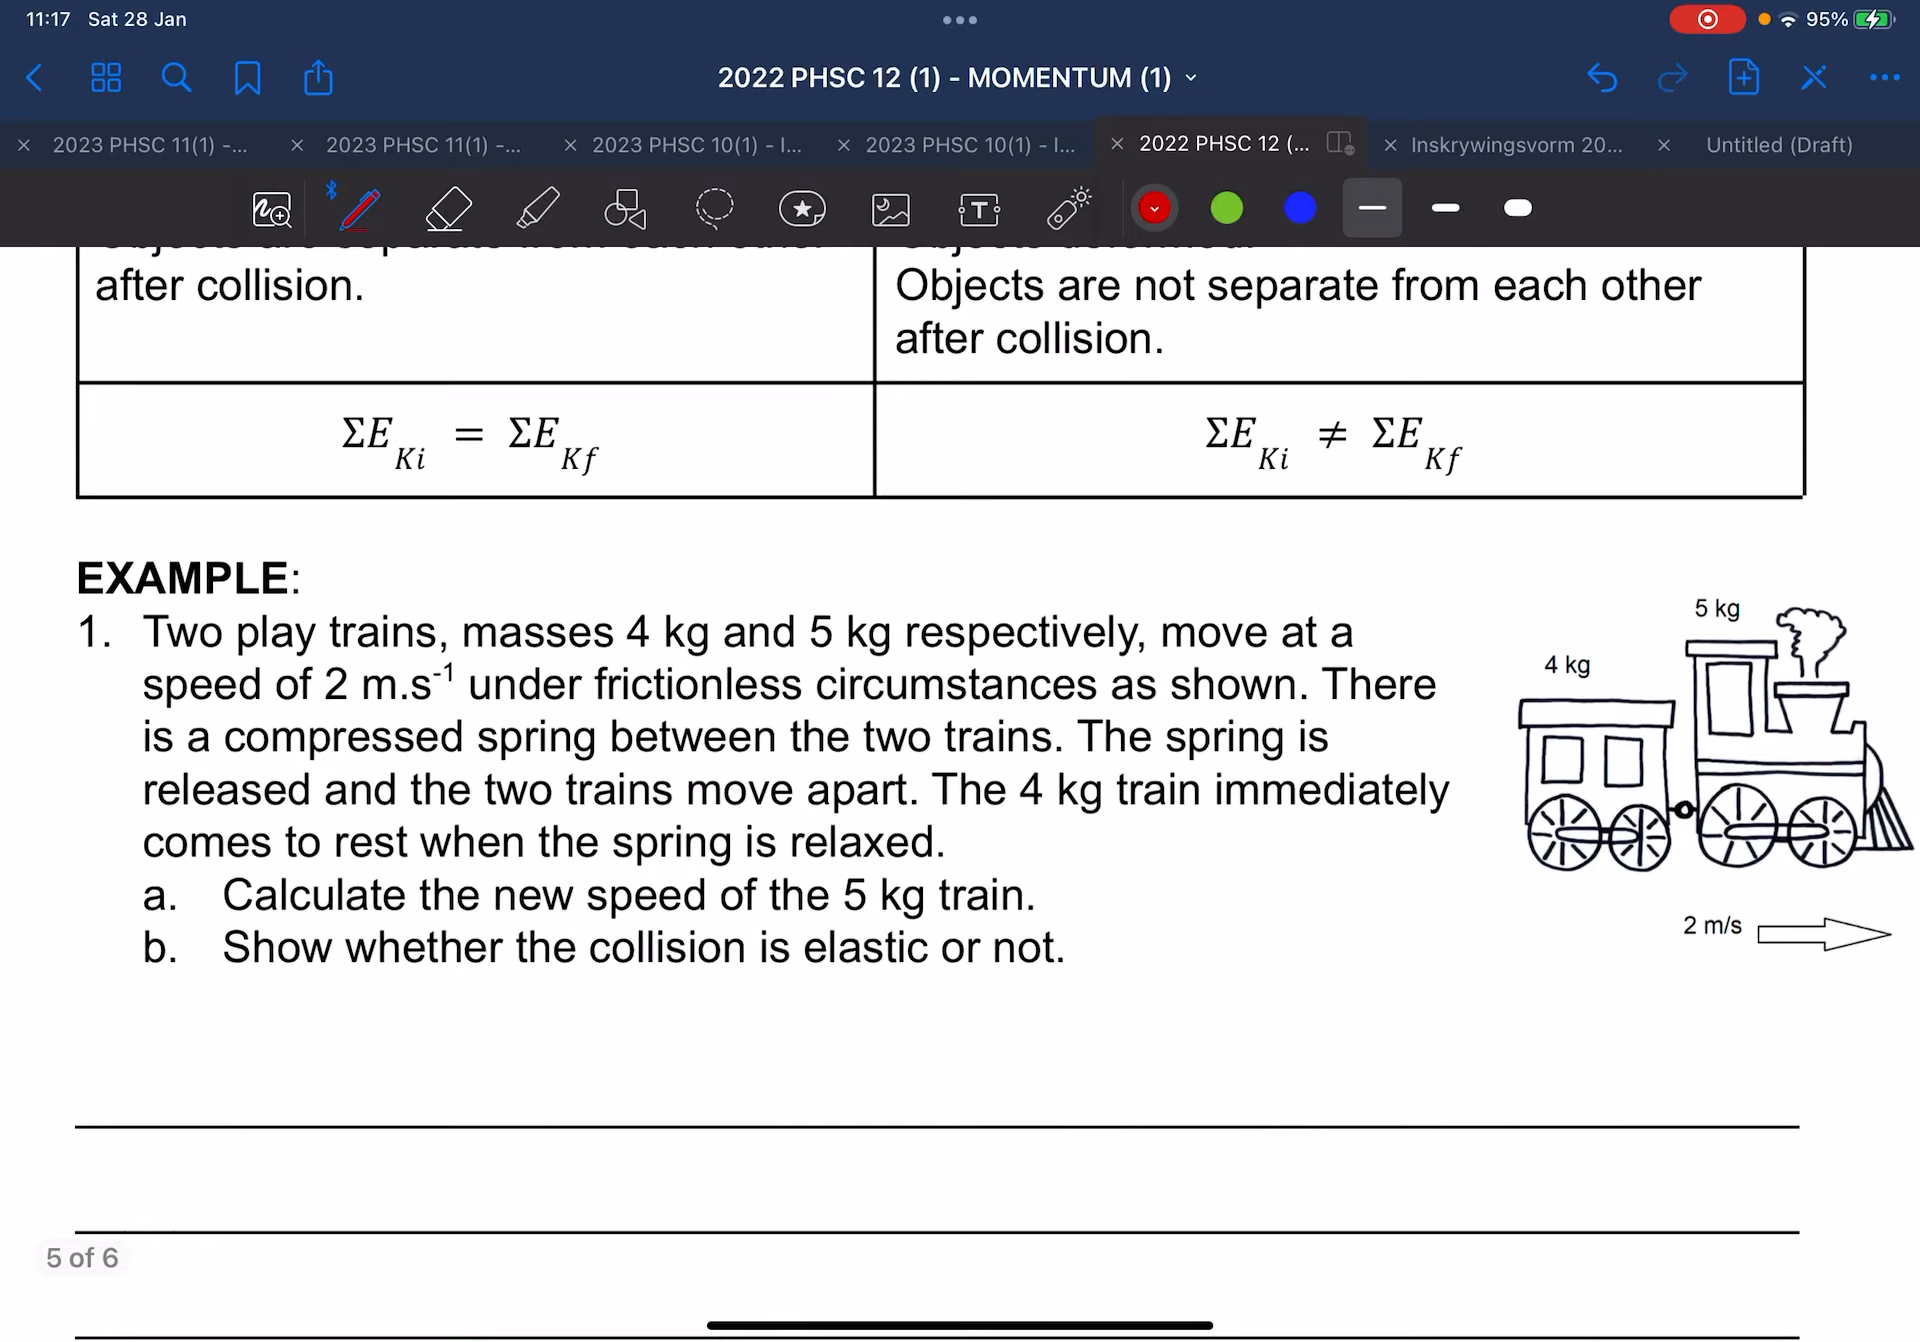 11:17 Sat 28 Jan
95%
2022 PHSC 12 (1) - MOMENTUM (1)
2023 PHSC 11(1) -...
2023 PHSC 11(1) -...
2023 PHSC 10(1) - I...
2023 PHSC 10(1) - I...
2022 PHSC 12 (...
Inskrywingsvorm 20...
Untitled (Draft)
after collision.
Objects are not separate from each other
after collision.
ΣE_Ki = ΣE_Kf
ΣE_Ki ≠ ΣE_Kf
EXAMPLE:
1. Two play trains, masses 4 kg and 5 kg respectively, move at a
speed of 2 m.s⁻¹ under frictionless circumstances as shown. There
is a compressed spring between the two trains. The spring is
released and the two trains move apart. The 4 kg train immediately
comes to rest when the spring is relaxed.
a. Calculate the new speed of the 5 kg train.
b. Show whether the collision is elastic or not.
5 kg
4 kg
2 m/s
5 of 6